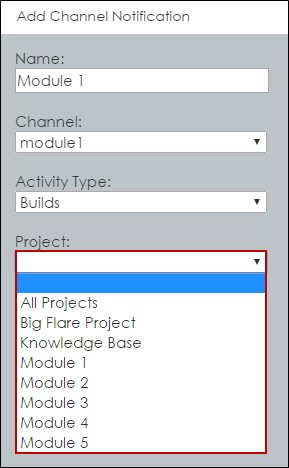 Add Channel Notification
Name:
Module 1
Channel:
module1
Activity Type:
Builds
Project:
All Projects
Big Flare Project
Knowledge Base
Module 1
Module 2
Module 3
Module 4
Module 5